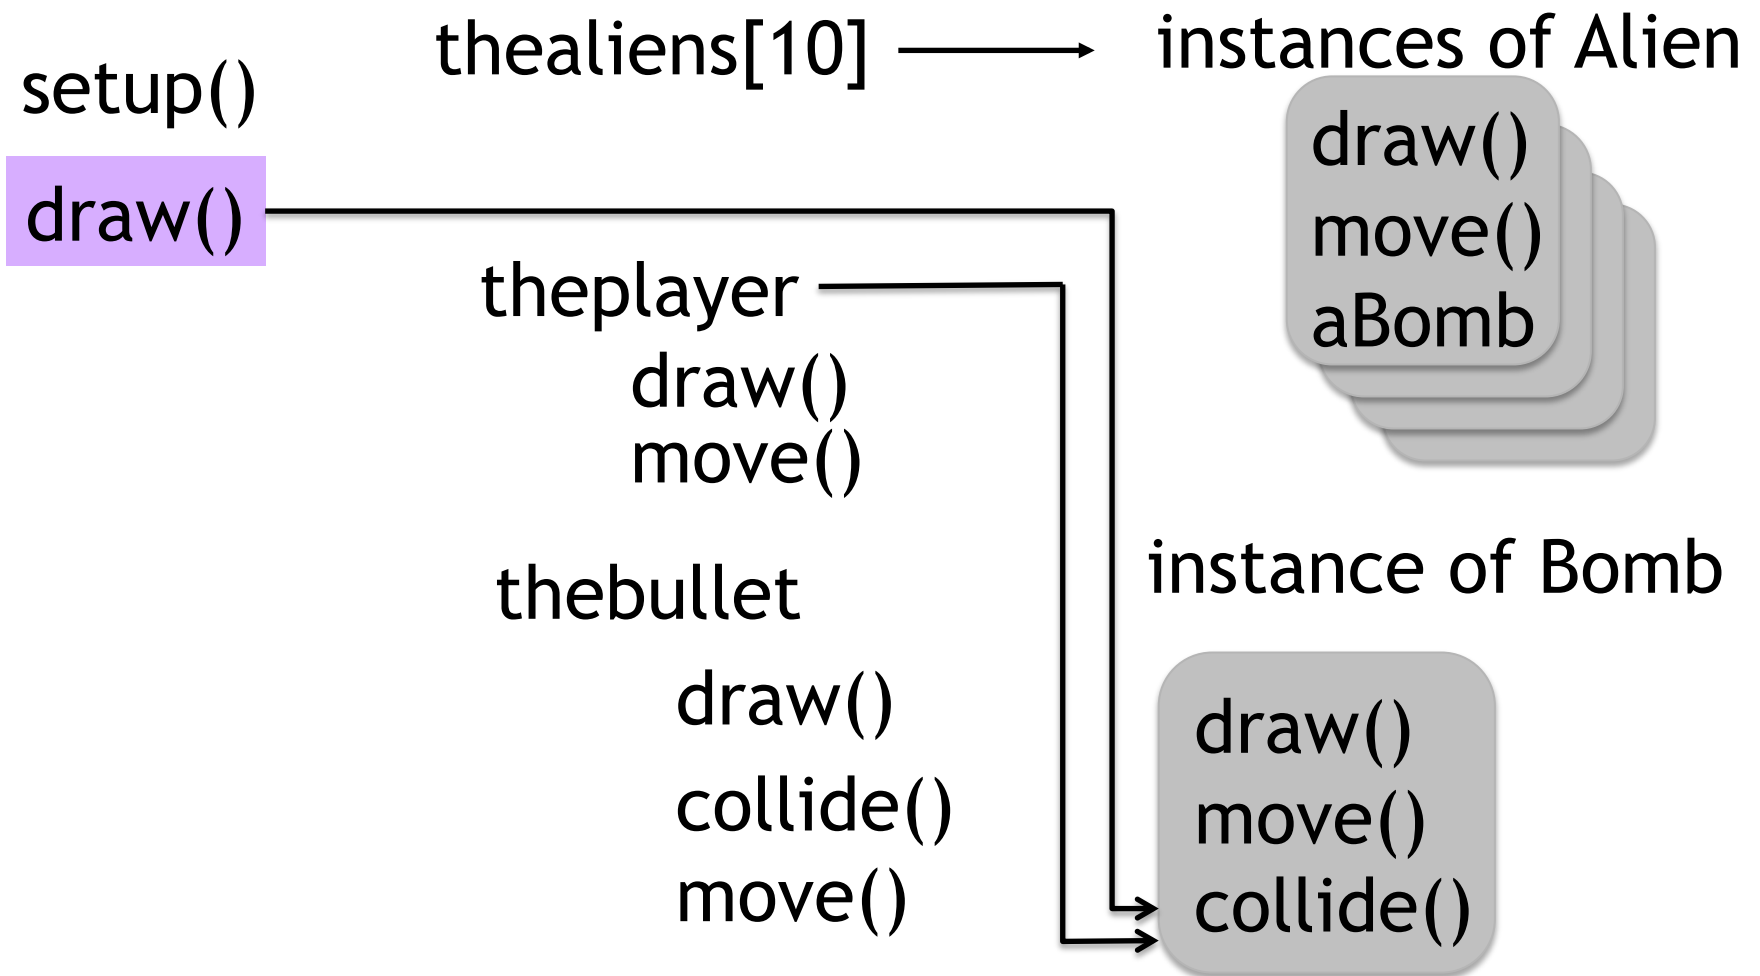 setup()
draw()
thealiens[10]
theplayer
draw()
move()
thebullet
draw()
collide()
move()
instances of Alien
draw()
move()
aBomb
instance of Bomb
draw()
move()
collide()